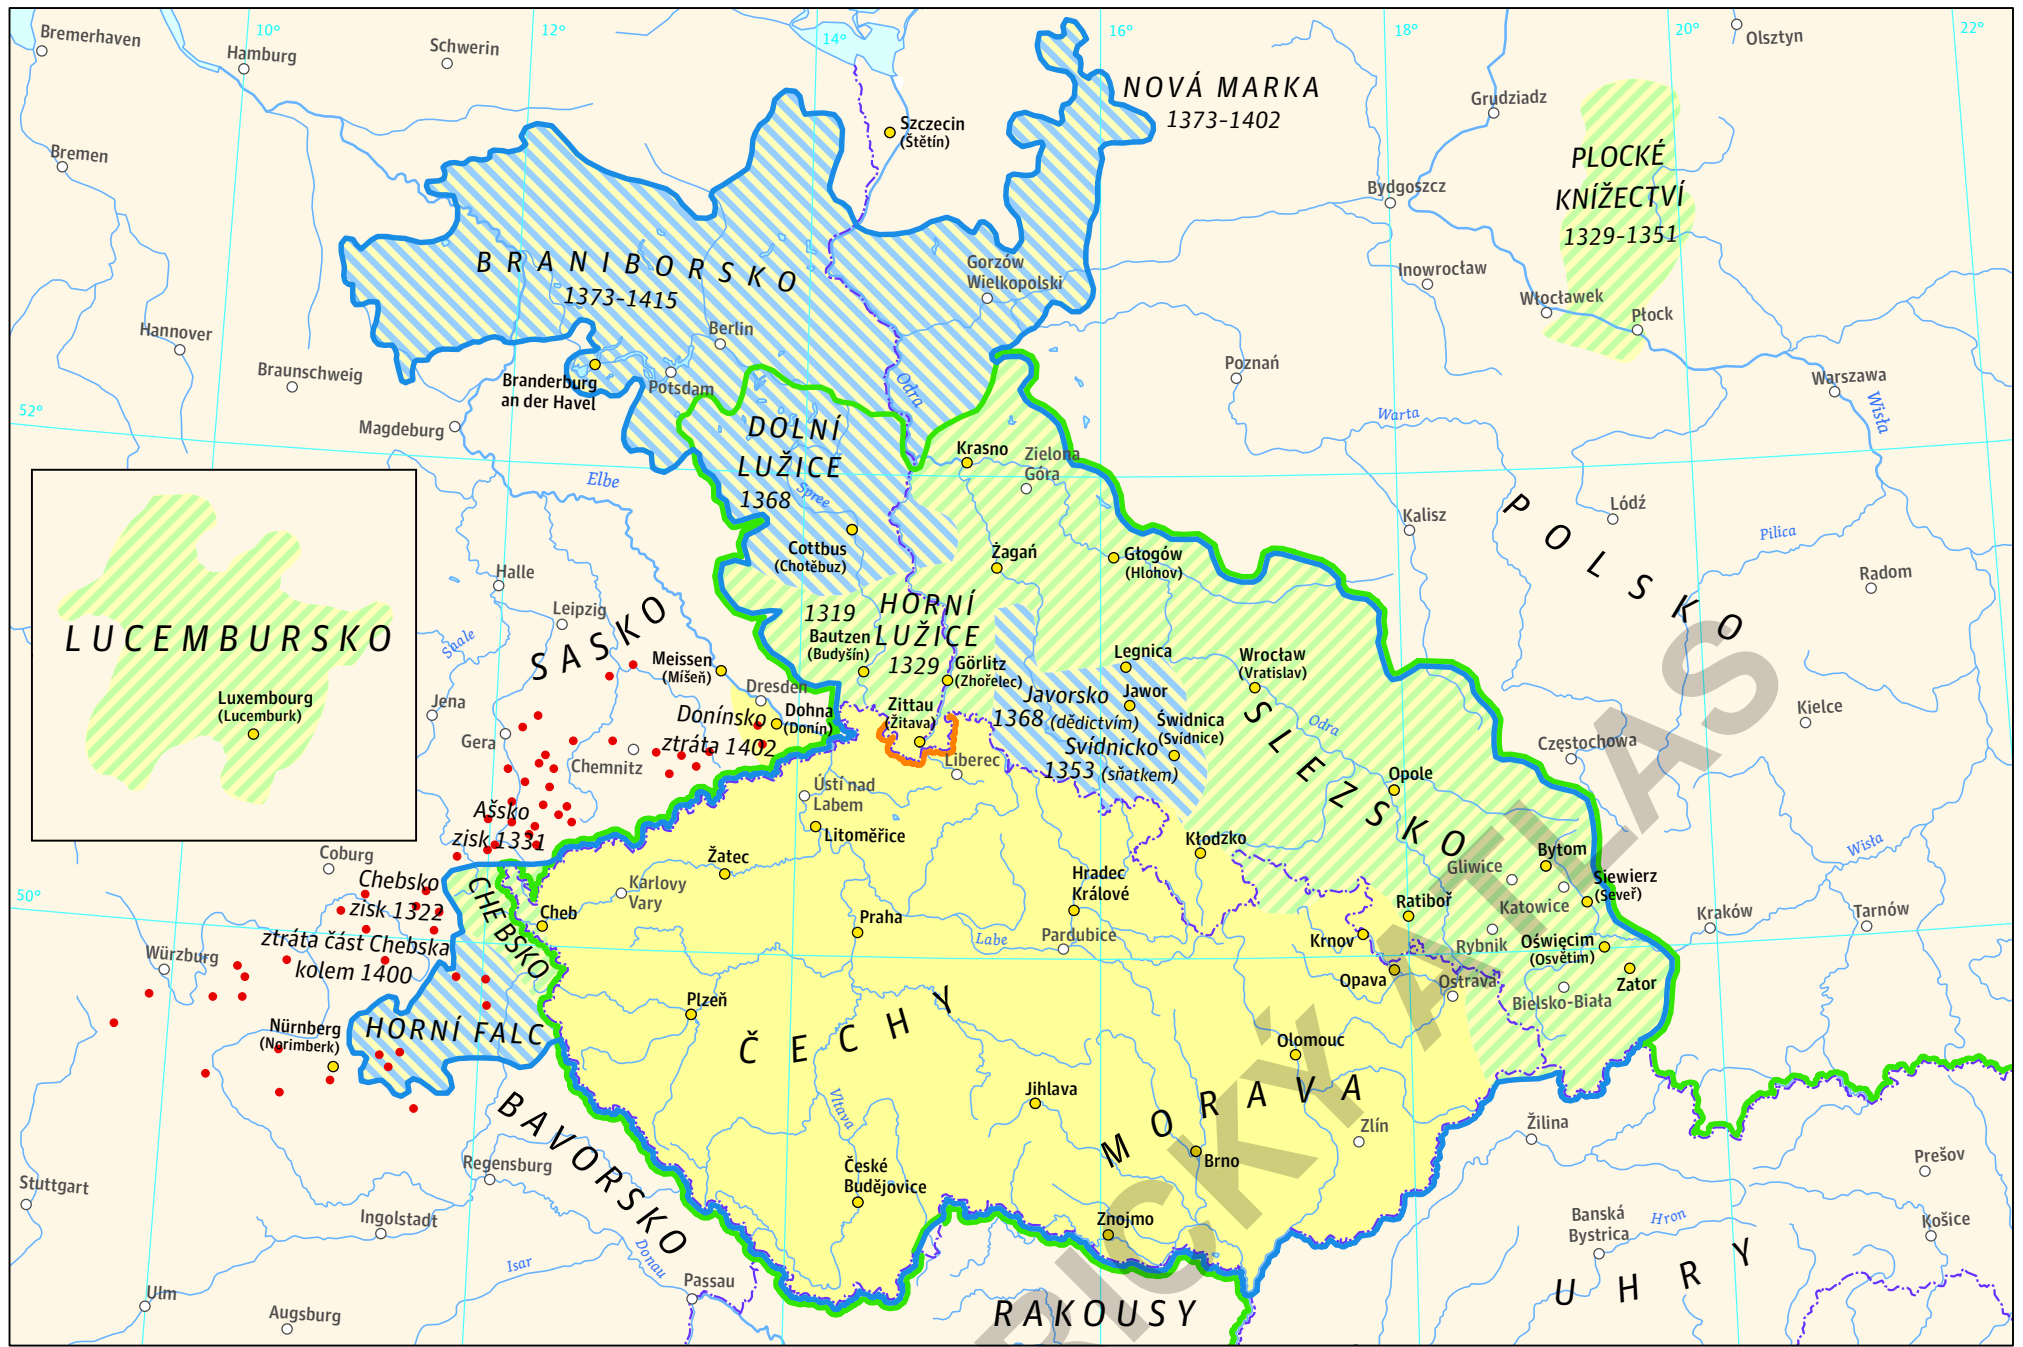 10°
12°
14°
16°
18°
20°
22°
Bremerhaven
Hamburg
Schwerin
Olsztyn
NOVÁ MARKA
1373-1402
Grudziadz
Szczecin
(Štětín)
Bremen
PLOCKÉ
KNÍŽECTVÍ
1329-1351
Bydgoszcz
BRANIBORSKO
1373-1415
Gorzów
Wielkopolski
Inowrocław
Włocławek
Płock
Hannover
Berlin
Braunschweig
Branderburg
an der Havel
Potsdam
Odra
Poznań
Warszawa
Wisła
52°
Magdeburg
DOLNÍ
LUŽICE
1368
Spree
Krasno
Zielona
Góra
Warta
Elbe
Kalisz
Lódź
POLSKO
Pilica
Radom
Cottbus
(Chotěbuz)
Żagań
Głogów
(Hlohov)
Halle
Leipzig
Saale
SASKO
LUCEMBURSKO
Luxembourg
(Lucemburk)
1319
HORNÍ
LUŽICE
1329
Bautzen
(Budyšín)
Görlitz
(Zhořelec)
Meissen
(Míšeň)
Dresden
Dohna
(Donín)
Donínsko
ztráta 1402
Zittau
(Žitava)
Liberec
Legnica
Jawor
Javorsko
1368 (dědictvím)
Świdnica
(Svídnice)
Svídnicko
1353 (sňatkem)
Wrocław
(Vratislav)
SLEZSKO
Odra
Kielce
Częstochowa
Opole
Jena
Gera
Chemnitz
Ašsko
zisk 1331
Ústí nad
Labem
Litoměřice
Coburg
Chebsko
zisk 1322
ztráta část Chebska
kolem 1400
CHEBSKO
Cheb
Karlovy
Vary
Žatec
Praha
Hradec
Králové
Labe
Pardubice
Kłodzko
Gliwice
Bytom
Siewierz
(Seveř)
Katowice
Ratiboř
Krnov
Rybnik
Oświęcim
(Osvětim)
Zator
Opava
Ostrava
Bielsko-Biała
Wisła
Kraków
Tarnów
50°
Würzburg
Nürnberg
(Norimberk)
HORNÍ FALC
Plzeň
ČECHY
Vltava
Jihlava
Olomouc
MORAVA
Zlín
Brno
Žilina
Prešov
BAVORSKO
Regensburg
Stuttgart
Ingolstadt
Isar
Donau
Passau
Ulm
Augsburg
České
Budějovice
Znojmo
RAKOUSY
Banská
Bystrica
Hron
Košice
UHRY
RICKÝ ATLAS